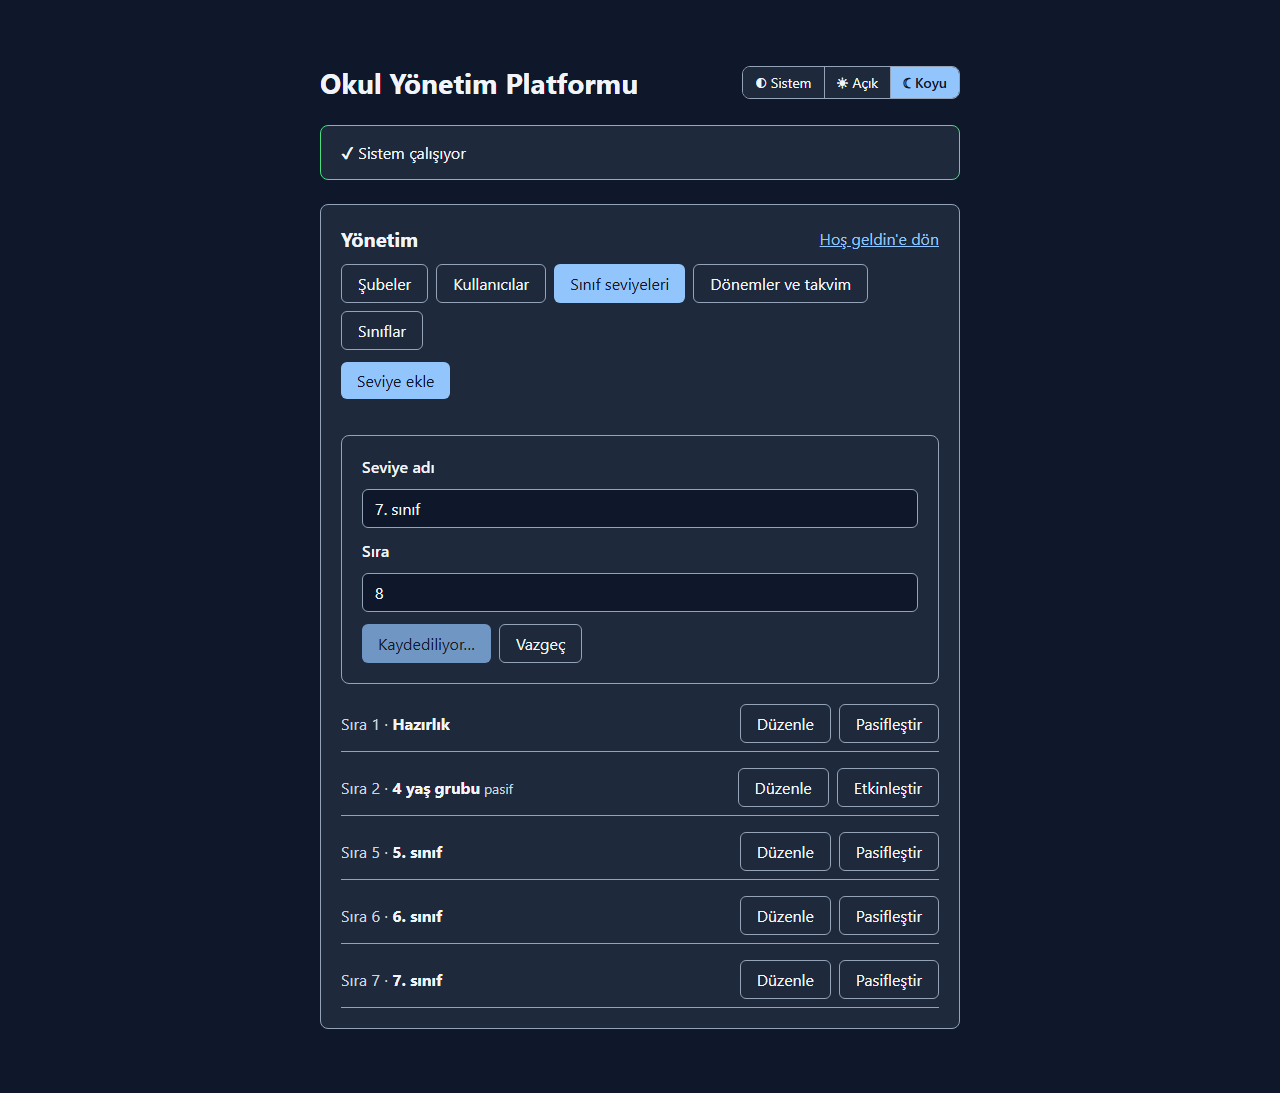 Okul Yönetim Platformu
◐ Sistem ☀ Açık ☾ Koyu
✓ Sistem çalışıyor
Yönetim Hoş geldin'e dön
Şubeler Kullanıcılar Sınıf seviyeleri Dönemler ve takvim
Sınıflar
Seviye ekle
Seviye adı
7. sınıf
Sıra
8
Kaydediliyor... Vazgeç
Sıra 1 · Hazırlık Düzenle Pasifleştir
Sıra 2 · 4 yaş grubu pasif Düzenle Etkinleştir
Sıra 5 · 5. sınıf Düzenle Pasifleştir
Sıra 6 · 6. sınıf Düzenle Pasifleştir
Sıra 7 · 7. sınıf Düzenle Pasifleştir